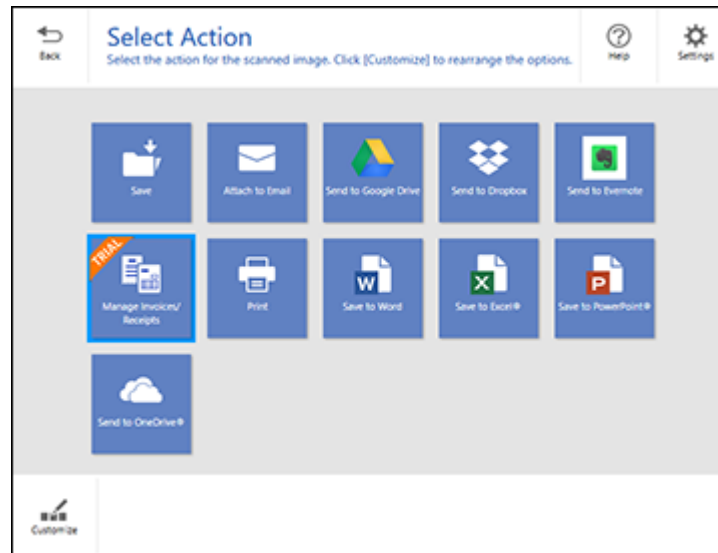 Back
Select Action
Select the action for the scanned image. Click [Customize] to rearrange the options.
Help
Settings
Save
Attach to Email
Send to Google Drive
Send to Dropbox
Send to Evernote
TRIAL
Manage Invoices/
Receipts
Print
W
Save to Word
X
Save to Excel®
P
Save to PowerPoint®
Send to OneDrive®
Customize